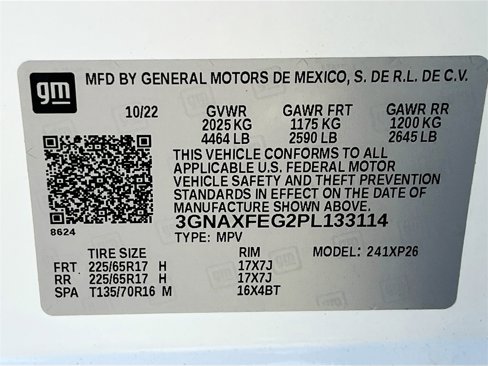 gm
MFD BY GENERAL MOTORS DE MEXICO, S. DE R.L. DE C.V.
10/22 GVWR GAWR FRT GAWR RR
2025 KG 1175 KG 1200 KG
4464 LB 2590 LB 2645 LB
THIS VEHICLE CONFORMS TO ALL
APPLICABLE U.S. FEDERAL MOTOR
VEHICLE SAFETY AND THEFT PREVENTION
STANDARDS IN EFFECT ON THE DATE OF
MANUFACTURE SHOWN ABOVE.
3GNAXFEG2PL133114
8624
TYPE: MPV
TIRE SIZE RIM MODEL: 241XP26
FRT 225/65R17 H 17X7J
RR 225/65R17 H 17X7J
SPA T135/70R16 M 16X4BT